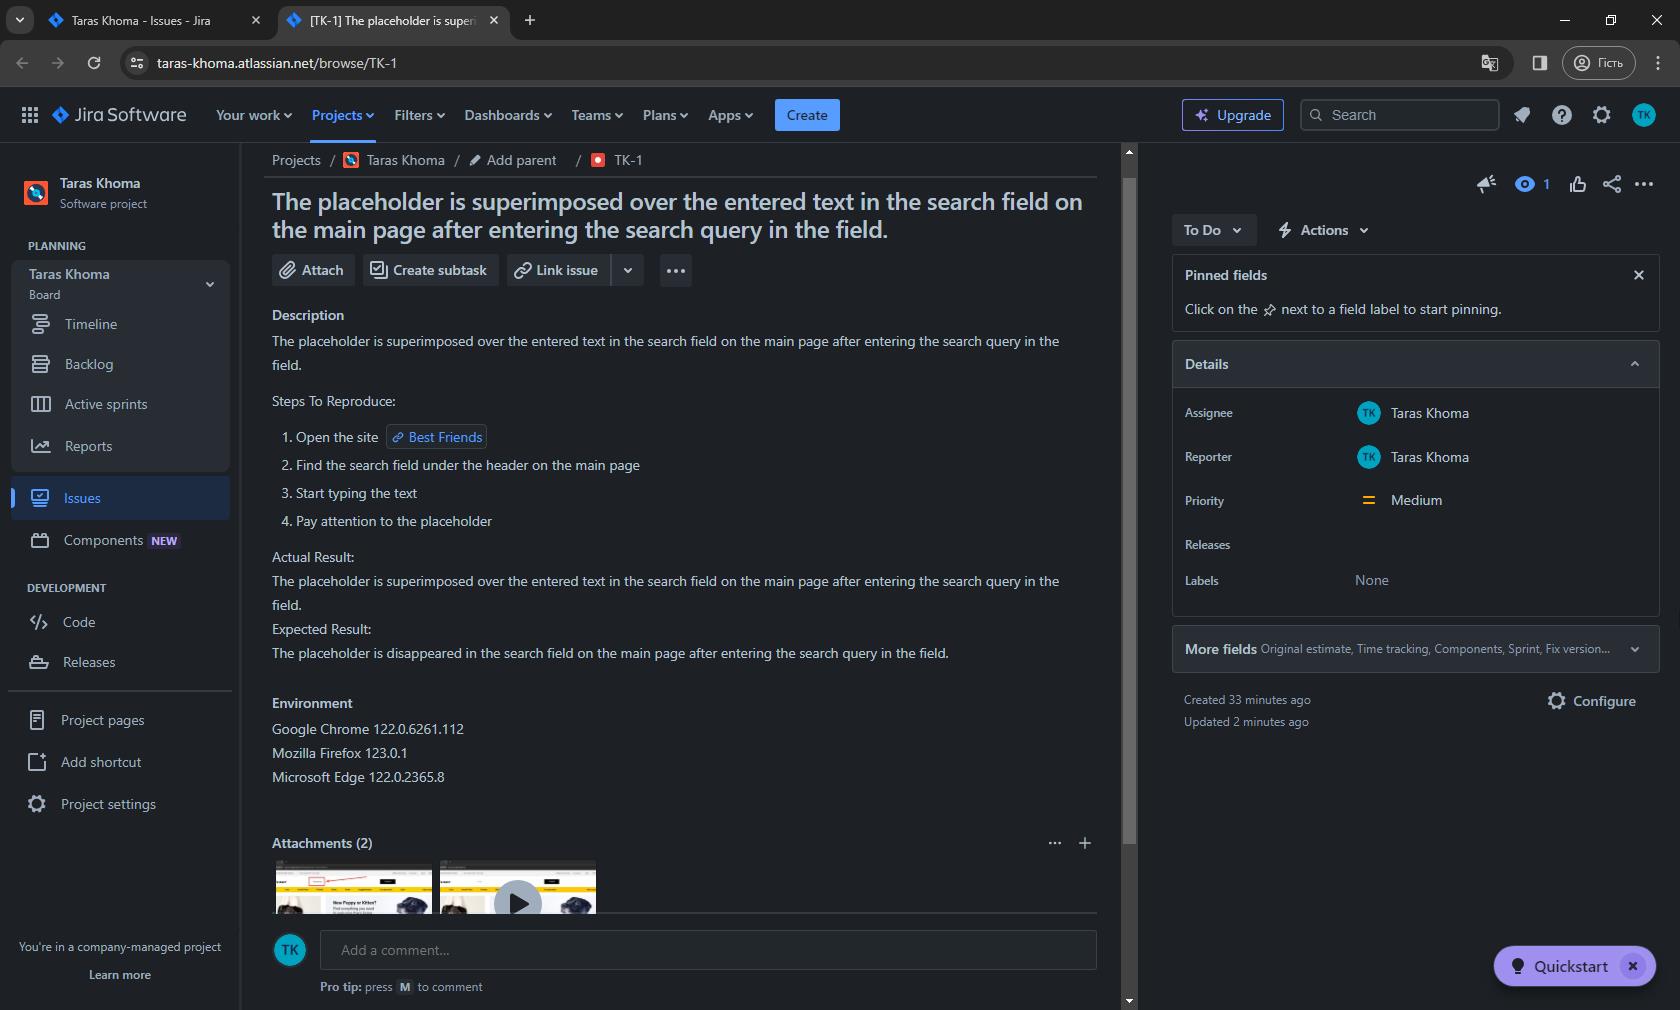 Taras Khoma - Issues - Jira
[TK-1] The placeholder is superi
taras-khoma.atlassian.net/browse/TK-1
Гість
Jira Software
Your work
Projects
Filters
Dashboards
Teams
Plans
Apps
Create
Upgrade
Search
TK
Taras Khoma
Software project
PLANNING
Taras Khoma
Board
Timeline
Backlog
Active sprints
Reports
Issues
Components NEW
DEVELOPMENT
Code
Releases
Project pages
Add shortcut
Project settings
You're in a company-managed project
Learn more
Projects / Taras Khoma / Add parent / TK-1
The placeholder is superimposed over the entered text in the search field on
the main page after entering the search query in the field.
Attach
Create subtask
Link issue
Description
The placeholder is superimposed over the entered text in the search field on the main page after entering the search query in the
field.
Steps To Reproduce:
1. Open the site Best Friends
2. Find the search field under the header on the main page
3. Start typing the text
4. Pay attention to the placeholder
Actual Result:
The placeholder is superimposed over the entered text in the search field on the main page after entering the search query in the
field.
Expected Result:
The placeholder is disappeared in the search field on the main page after entering the search query in the field.
Environment
Google Chrome 122.0.6261.112
Mozilla Firefox 123.0.1
Microsoft Edge 122.0.2365.8
Attachments (2)
New Puppy or Kitten?
TK
Add a comment...
Pro tip: press M to comment
1
To Do
Actions
Pinned fields
Click on the next to a field label to start pinning.
Details
Assignee
TK Taras Khoma
Reporter
TK Taras Khoma
Priority
Medium
Releases
Labels
None
More fields Original estimate, Time tracking, Components, Sprint, Fix version...
Created 33 minutes ago
Updated 2 minutes ago
Configure
Quickstart